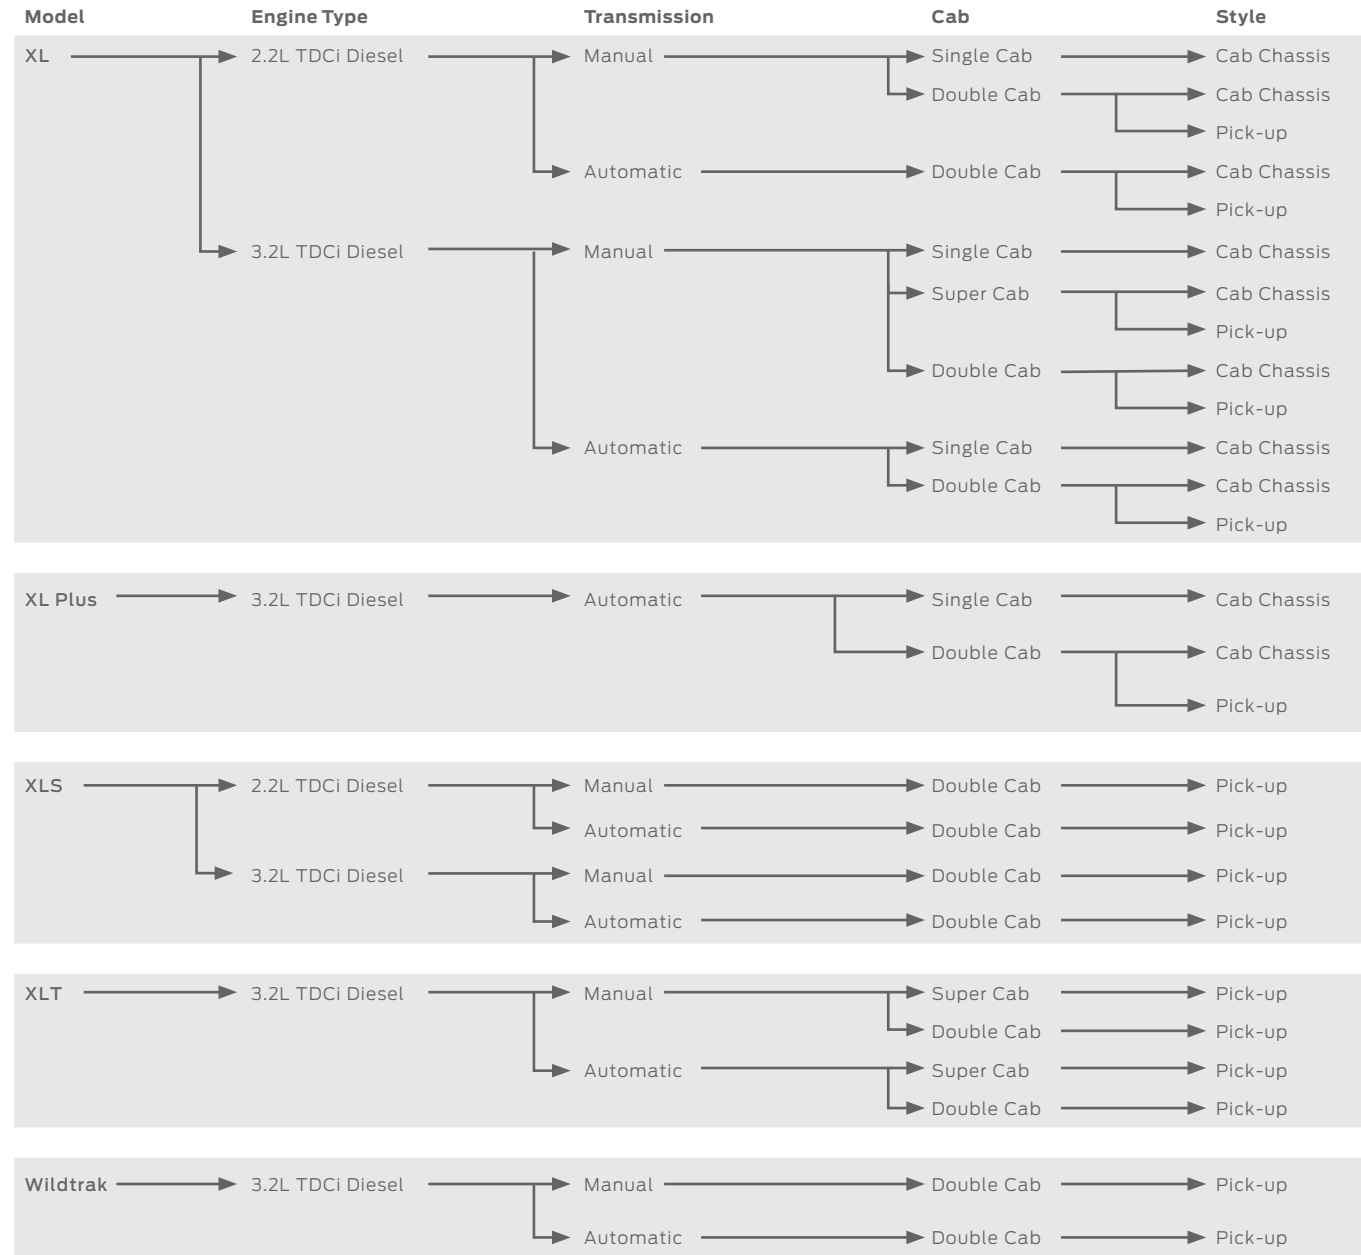 Model Engine Type Transmission Cab Style
XL 2.2L TDCi Diesel Manual Single Cab Cab Chassis
Double Cab Cab Chassis
Pick-up
Automatic Double Cab Cab Chassis
Pick-up
3.2L TDCi Diesel Manual Single Cab Cab Chassis
Super Cab Cab Chassis
Pick-up
Double Cab Cab Chassis
Pick-up
Automatic Single Cab Cab Chassis
Double Cab Cab Chassis
Pick-up
XL Plus 3.2L TDCi Diesel Automatic Single Cab Cab Chassis
Double Cab Cab Chassis
Pick-up
XLS 2.2L TDCi Diesel Manual Double Cab Pick-up
Automatic Double Cab Pick-up
3.2L TDCi Diesel Manual Double Cab Pick-up
Automatic Double Cab Pick-up
XLT 3.2L TDCi Diesel Manual Super Cab Pick-up
Double Cab Pick-up
Automatic Super Cab Pick-up
Double Cab Pick-up
Wildtrak 3.2L TDCi Diesel Manual Double Cab Pick-up
Automatic Double Cab Pick-up